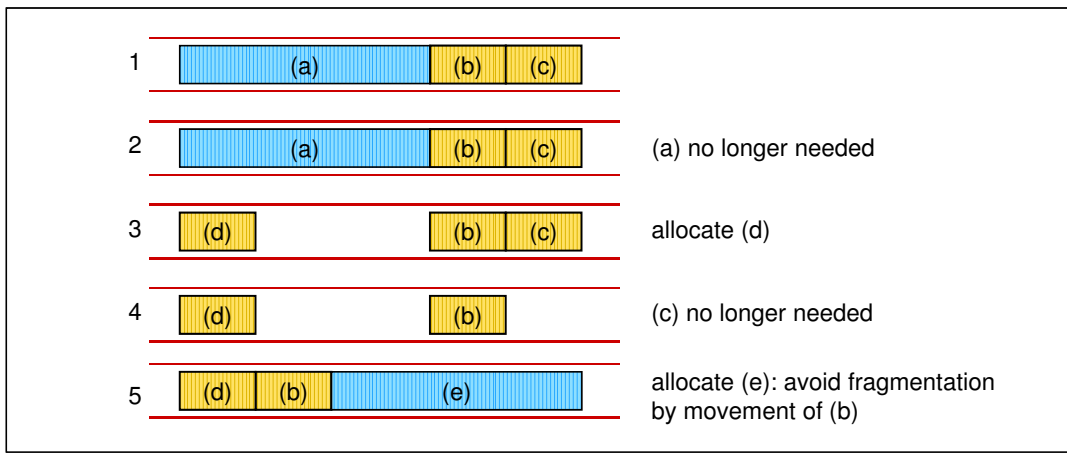 1 (a) (b) (c)
2 (a) (b) (c) (a) no longer needed
3 (d) (b) (c) allocate (d)
4 (d) (b) (c) no longer needed
5 (d) (b) (e) allocate (e): avoid fragmentation
by movement of (b)